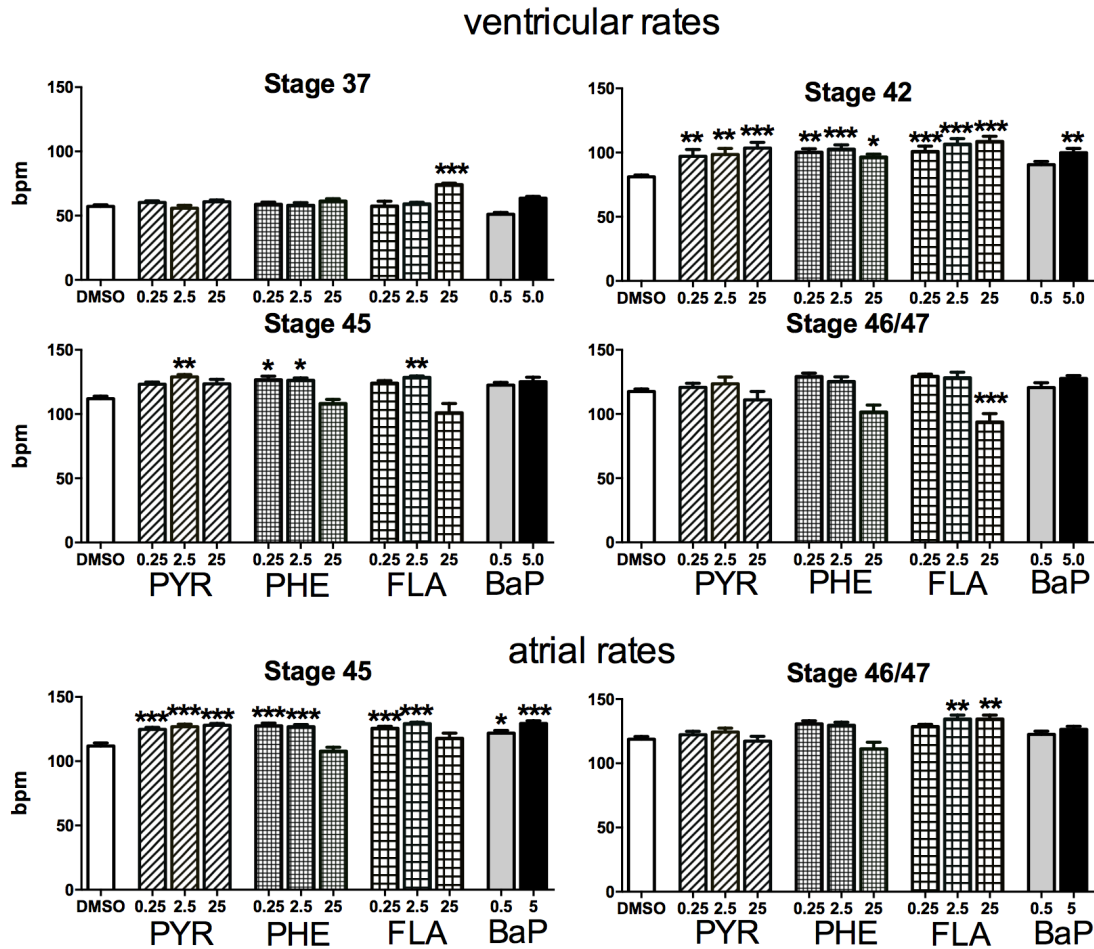 ventricular rates
Stage 37
150
100
50
0
bpm
***
DMSO 0.25 2.5 25 0.25 2.5 25 0.25 2.5 25 0.5 5.0
Stage 42
150
100
50
0
** ** *** ** *** * *** *** *** **
DMSO 0.25 2.5 25 0.25 2.5 25 0.25 2.5 25 0.5 5.0
Stage 45
150
100
50
0
bpm
** * * **
DMSO 0.25 2.5 25 0.25 2.5 25 0.25 2.5 25 0.5 5.0
PYR PHE FLA BaP
Stage 46/47
150
100
50
0
***
DMSO 0.25 2.5 25 0.25 2.5 25 0.25 2.5 25 0.5 5.0
PYR PHE FLA BaP
atrial rates
Stage 45
150
100
50
0
bpm
*** *** *** *** *** *** *** * ***
DMSO 0.25 2.5 25 0.25 2.5 25 0.25 2.5 25 0.5 5
PYR PHE FLA BaP
Stage 46/47
150
100
50
0
** **
DMSO 0.25 2.5 25 0.25 2.5 25 0.25 2.5 25 0.5 5
PYR PHE FLA BaP